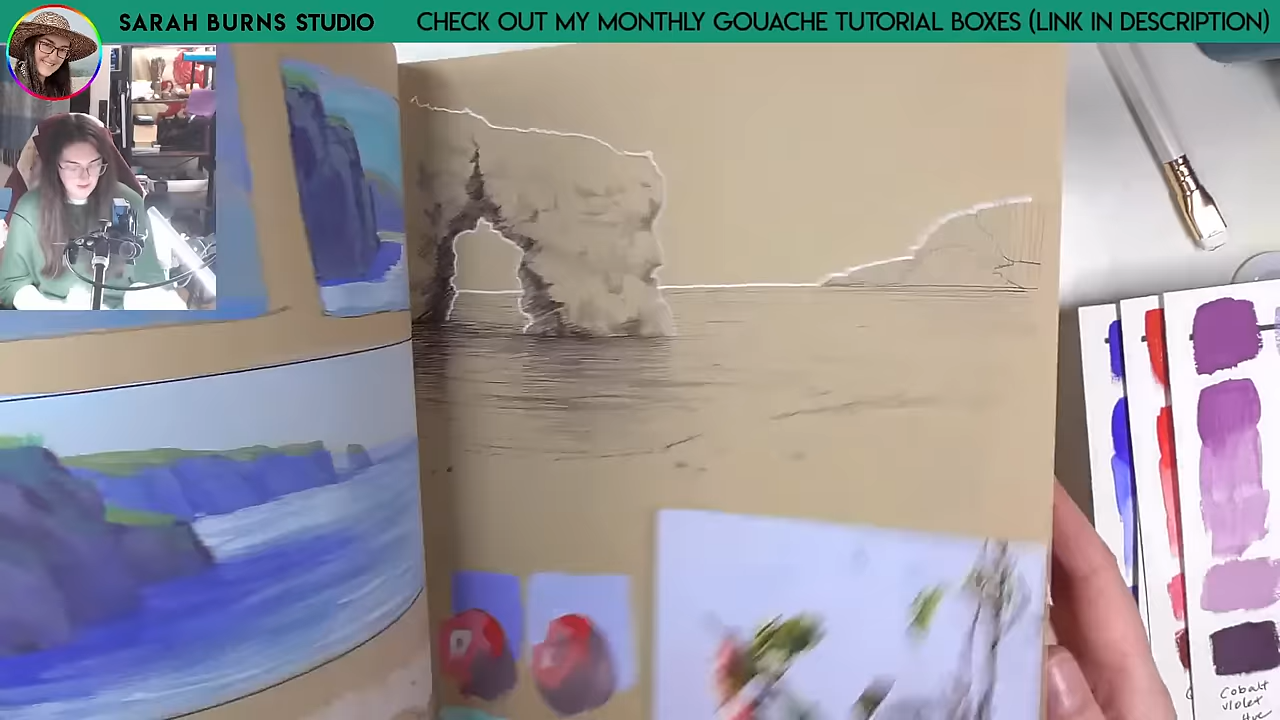 SARAH BURNS STUDIO
CHECK OUT MY MONTHLY GOUACHE TUTORIAL BOXES (LINK IN DESCRIPTION)
Cobalt
violet
Hue